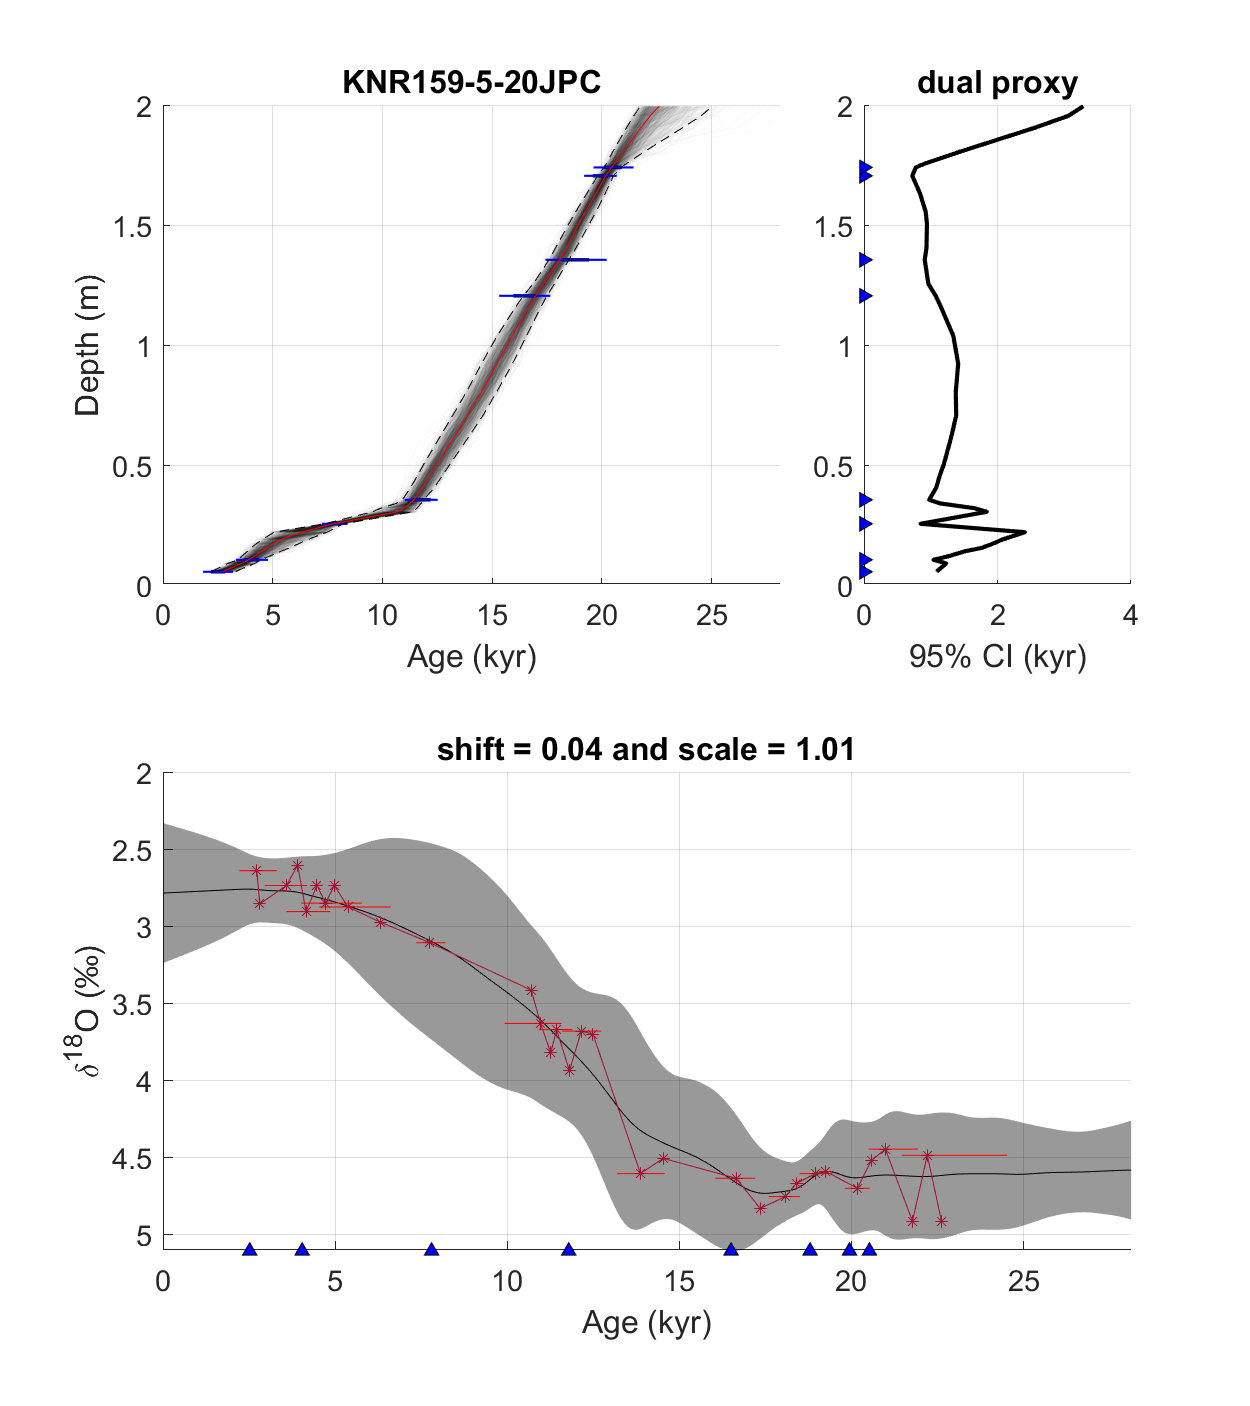 KNR159-5-20JPC
dual proxy
2
1.5
1
0.5
0
Depth (m)
0 5 10 15 20 25
Age (kyr)
2
1.5
1
0.5
0
0 2 4
95% CI (kyr)
shift = 0.04 and scale = 1.01
2
2.5
3
3.5
4
4.5
5
δ18O (‰)
0 5 10 15 20 25
Age (kyr)